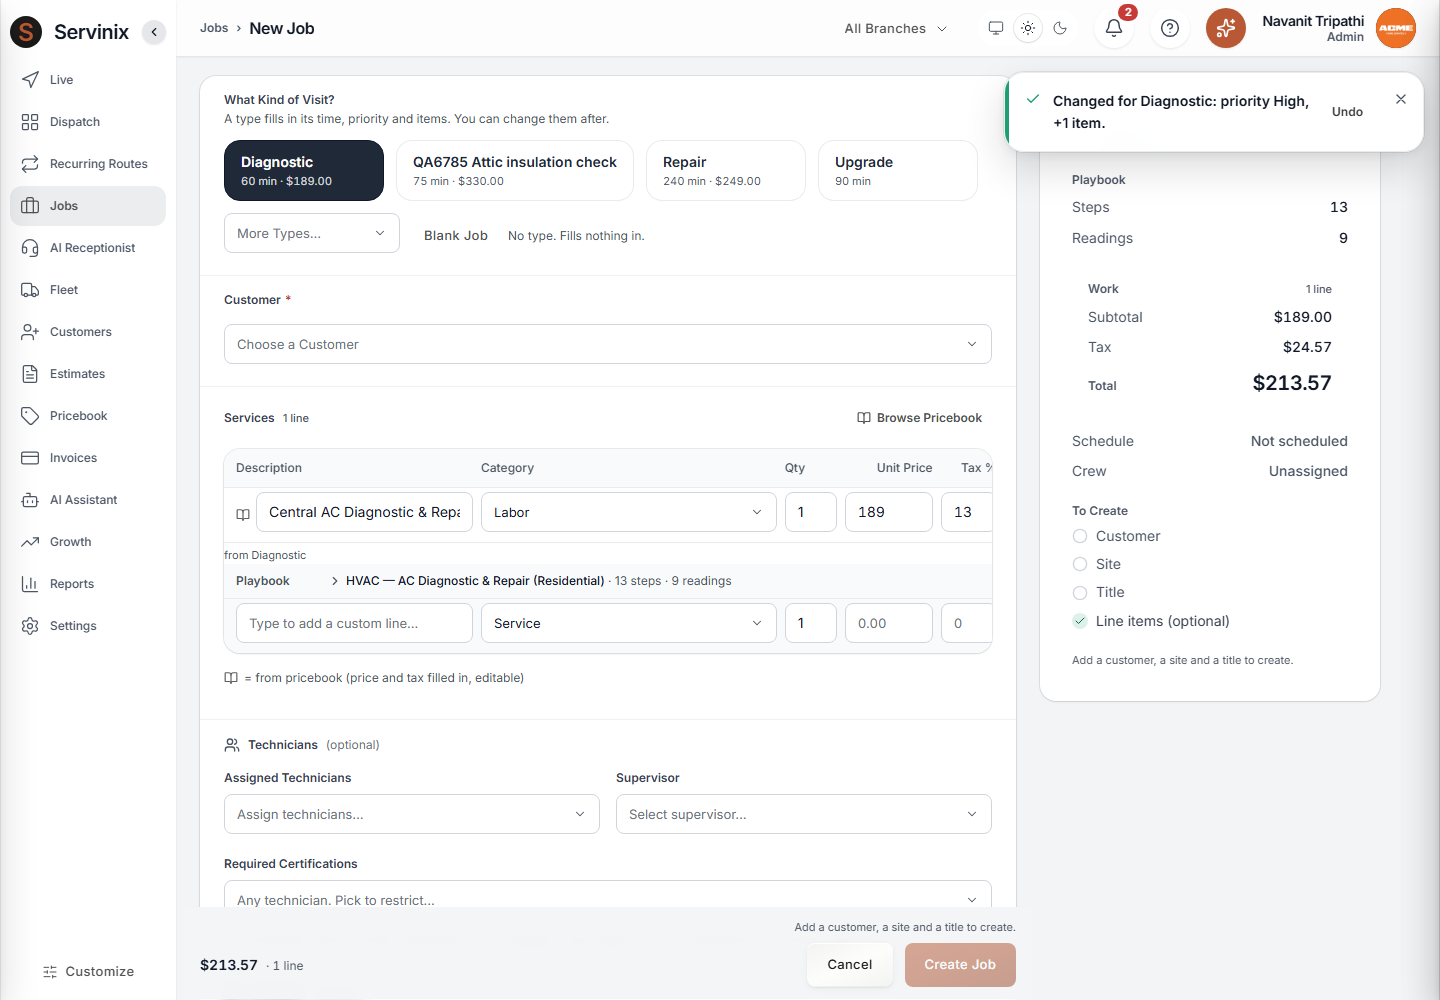 Servinix
Live
Dispatch
Recurring Routes
Jobs
AI Receptionist
Fleet
Customers
Estimates
Pricebook
Invoices
AI Assistant
Growth
Reports
Settings
Customize
Jobs › New Job
All Branches
2
Navanit Tripathi
Admin
ACME
Changed for Diagnostic: priority High,
+1 item.
Undo
What Kind of Visit?
A type fills in its time, priority and items. You can change them after.
Diagnostic
60 min · $189.00
QA6785 Attic insulation check
75 min · $330.00
Repair
240 min · $249.00
Upgrade
90 min
More Types...
Blank Job
No type. Fills nothing in.
Customer *
Choose a Customer
Services 1 line
Browse Pricebook
Description Category Qty Unit Price Tax %
Central AC Diagnostic & Repa Labor 1 189 13
from Diagnostic
Playbook HVAC — AC Diagnostic & Repair (Residential) · 13 steps · 9 readings
Type to add a custom line... Service 1 0.00 0
= from pricebook (price and tax filled in, editable)
Technicians (optional)
Assigned Technicians
Assign technicians...
Supervisor
Select supervisor...
Required Certifications
Any technician. Pick to restrict...
Add a customer, a site and a title to create.
$213.57 · 1 line
Cancel
Create Job
Playbook
Steps 13
Readings 9
Work 1 line
Subtotal $189.00
Tax $24.57
Total $213.57
Schedule Not scheduled
Crew Unassigned
To Create
Customer
Site
Title
Line items (optional)
Add a customer, a site and a title to create.